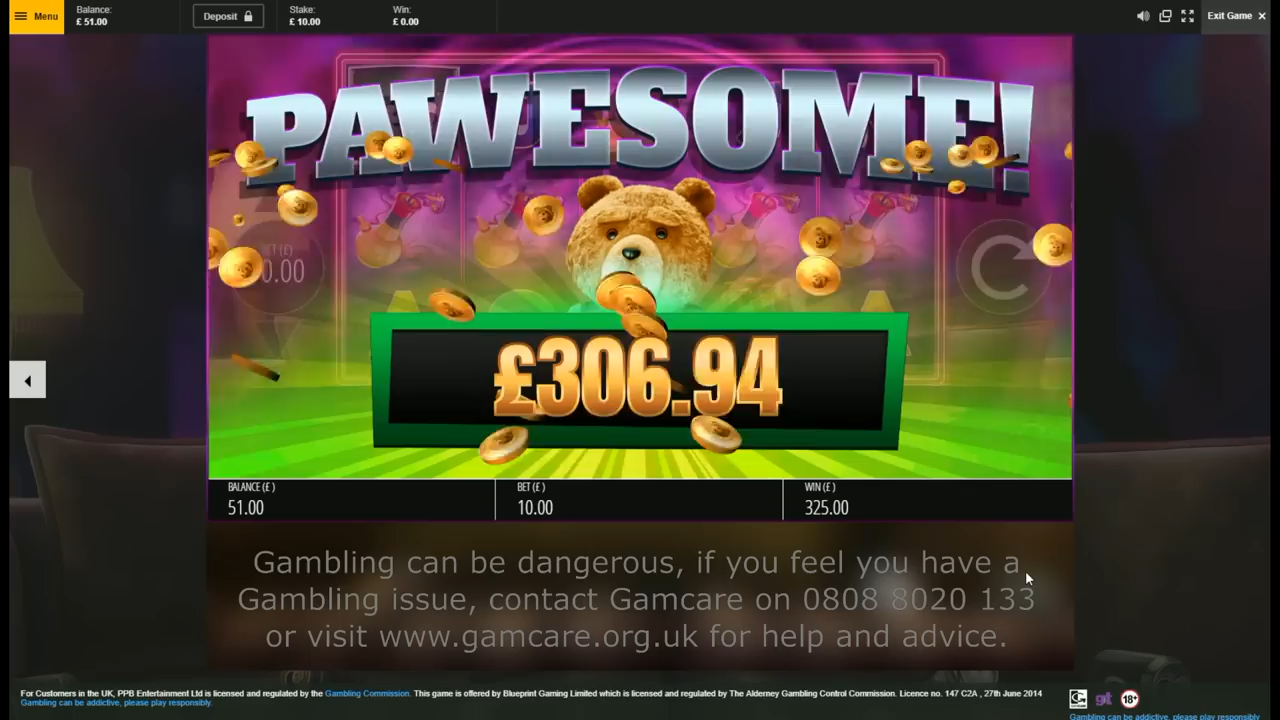 Menu
Balance:
£ 51.00
Deposit
Stake:
£ 10.00
Win:
£ 0.00
Exit Game
PAWESOME!
BET (£)
0.00
£306.94
BALANCE (£ )
51.00
BET (£ )
10.00
WIN (£ )
325.00
Gambling can be dangerous, if you feel you have a
Gambling issue, contact Gamcare on 0808 8020 133
or visit www.gamcare.org.uk for help and advice.
For Customers in the UK, PPB Entertainment Ltd is licensed and regulated by the Gambling Commission. This game is offered by Blueprint Gaming Limited which is licensed and regulated by The Alderney Gambling Control Commission. Licence no. 147 C2A , 27th June 2014
Gambling can be addictive, please play responsibly.
18+
Gambling can be addictive, please play responsibly